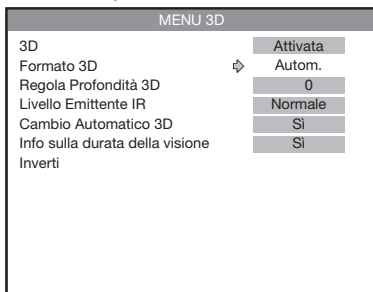 MENU 3D
3D Attivata
Formato 3D Autom.
Regola Profondità 3D 0
Livello Emittente IR Normale
Cambio Automatico 3D Sì
Info sulla durata della visione Sì
Inverti